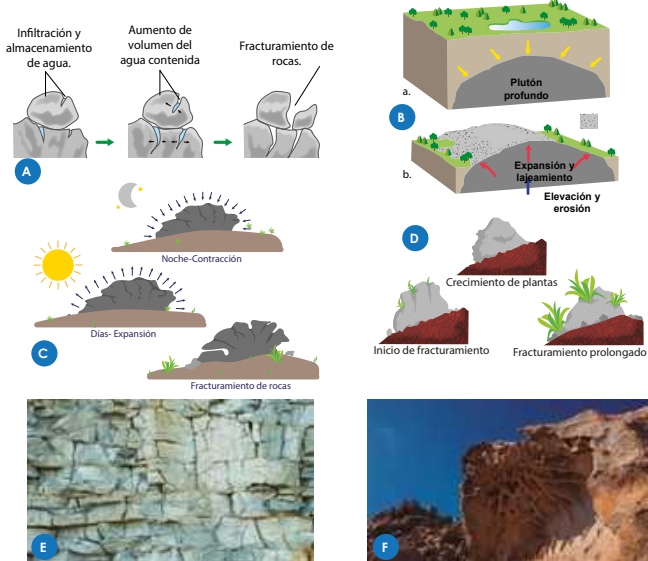 Infiltración y
almacenamiento
de agua.
Aumento de
volumen del
agua contenida
Fracturamiento de
rocas.
A
Plutón
profundo
a.
B
Expansión y
lajeamiento
b.
Elevación y
erosión
Noche-Contracción
Días- Expansión
C
Fracturamiento de rocas
D
Crecimiento de plantas
Inicio de fracturamiento
Fracturamiento prolongado
E
F